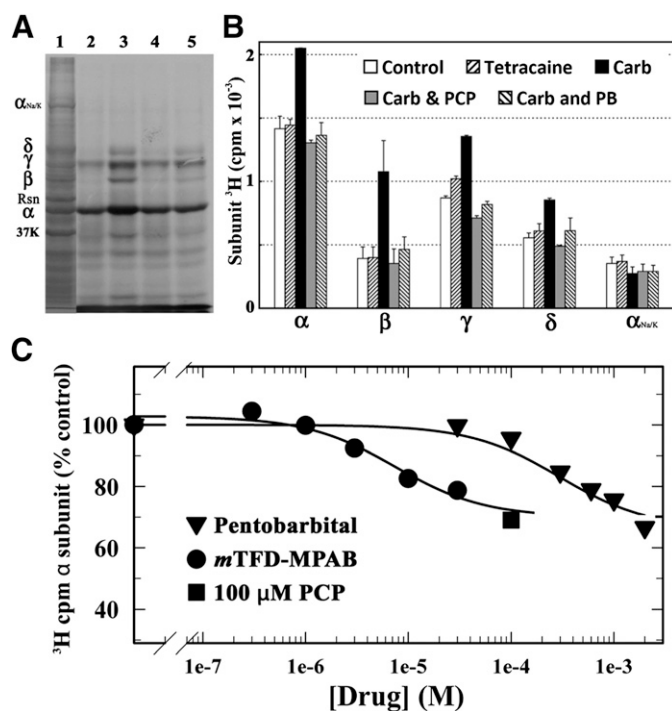 A
1 2 3 4 5
αNa/K
δ
γ
β
Rsn
α
37K
B
Subunit ³H (cpm x 10⁻³)
2
1
0
Control Tetracaine Carb
Carb & PCP Carb and PB
α β γ δ αNa/K
C
³H cpm α subunit (% control)
100
80
60
40
Pentobarbital
mTFD-MPAB
100 μM PCP
1e-7 1e-6 1e-5 1e-4 1e-3
[Drug] (M)